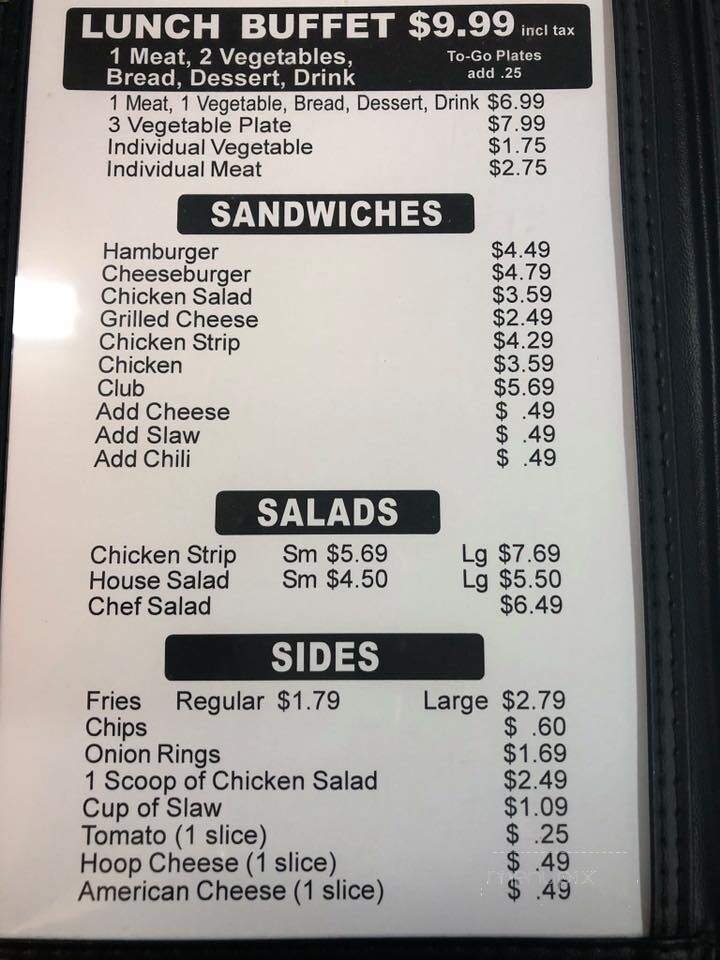 LUNCH BUFFET $9.99 incl tax
1 Meat, 2 Vegetables, To-Go Plates
Bread, Dessert, Drink add .25
1 Meat, 1 Vegetable, Bread, Dessert, Drink $6.99
3 Vegetable Plate $7.99
Individual Vegetable $1.75
Individual Meat $2.75
SANDWICHES
Hamburger $4.49
Cheeseburger $4.79
Chicken Salad $3.59
Grilled Cheese $2.49
Chicken Strip $4.29
Chicken $3.59
Club $5.69
Add Cheese $ .49
Add Slaw $ .49
Add Chili $ .49
SALADS
Chicken Strip Sm $5.69 Lg $7.69
House Salad Sm $4.50 Lg $5.50
Chef Salad $6.49
SIDES
Fries Regular $1.79 Large $2.79
Chips $ .60
Onion Rings $1.69
1 Scoop of Chicken Salad $2.49
Cup of Slaw $1.09
Tomato (1 slice) $ .25
Hoop Cheese (1 slice) $ .49
American Cheese (1 slice) $ .49